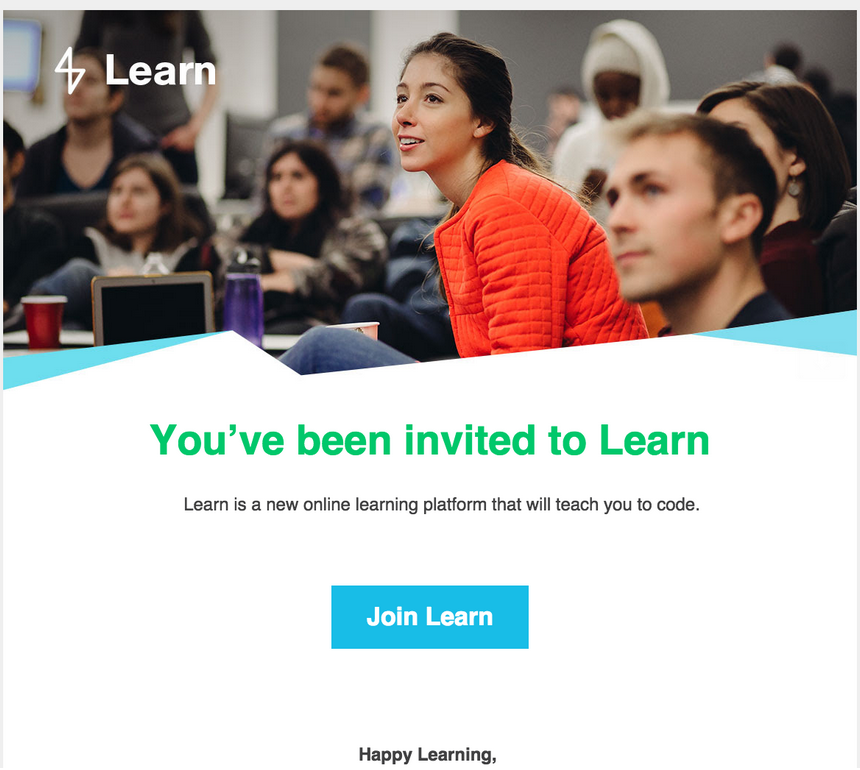 Learn
You’ve been invited to Learn
Learn is a new online learning platform that will teach you to code.
Join Learn
Happy Learning,